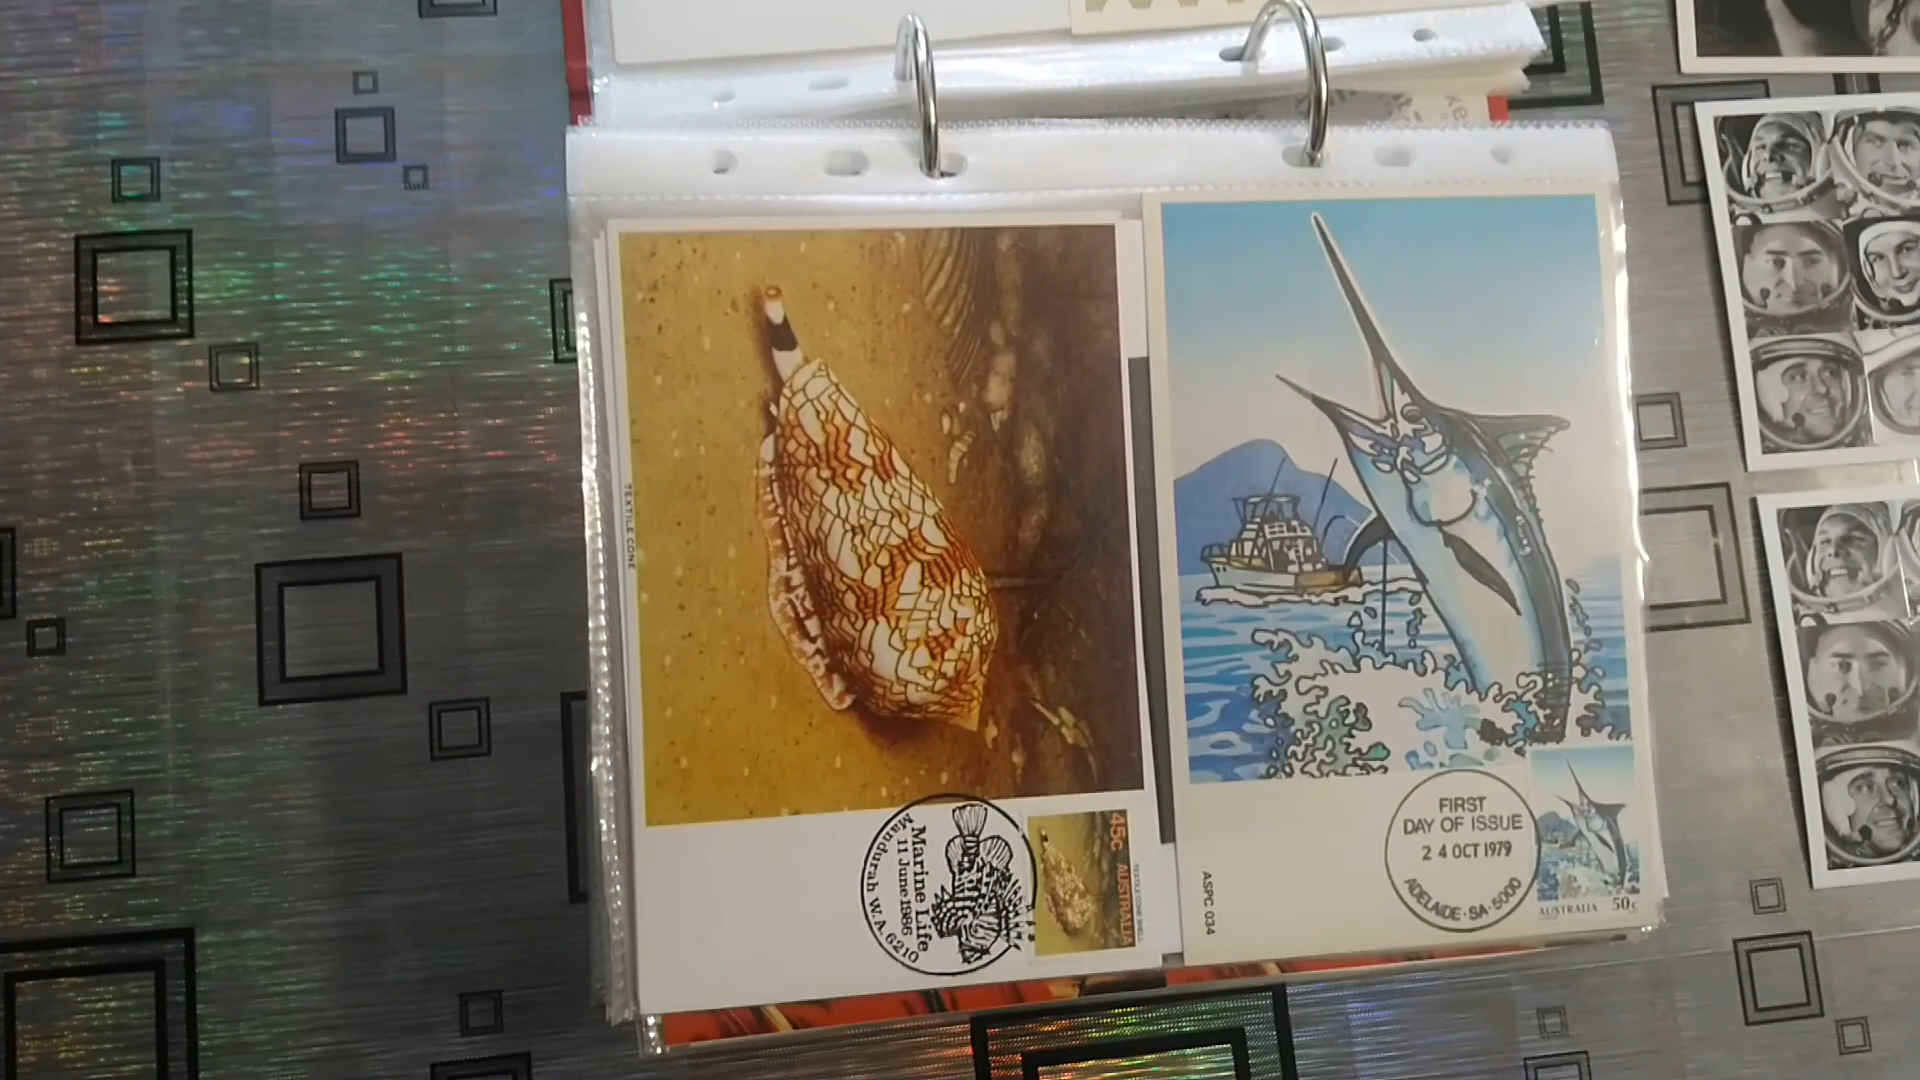 TEXTILE CONE
Marine Life
11 June 1986
Mandurah W.A. 6210
45c AUSTRALIA
TEXTILE CONE SHELL
FIRST
DAY OF ISSUE
24 OCT 1979
ADELAIDE·SA·5000
AUSTRALIA 50c
ASPC 034